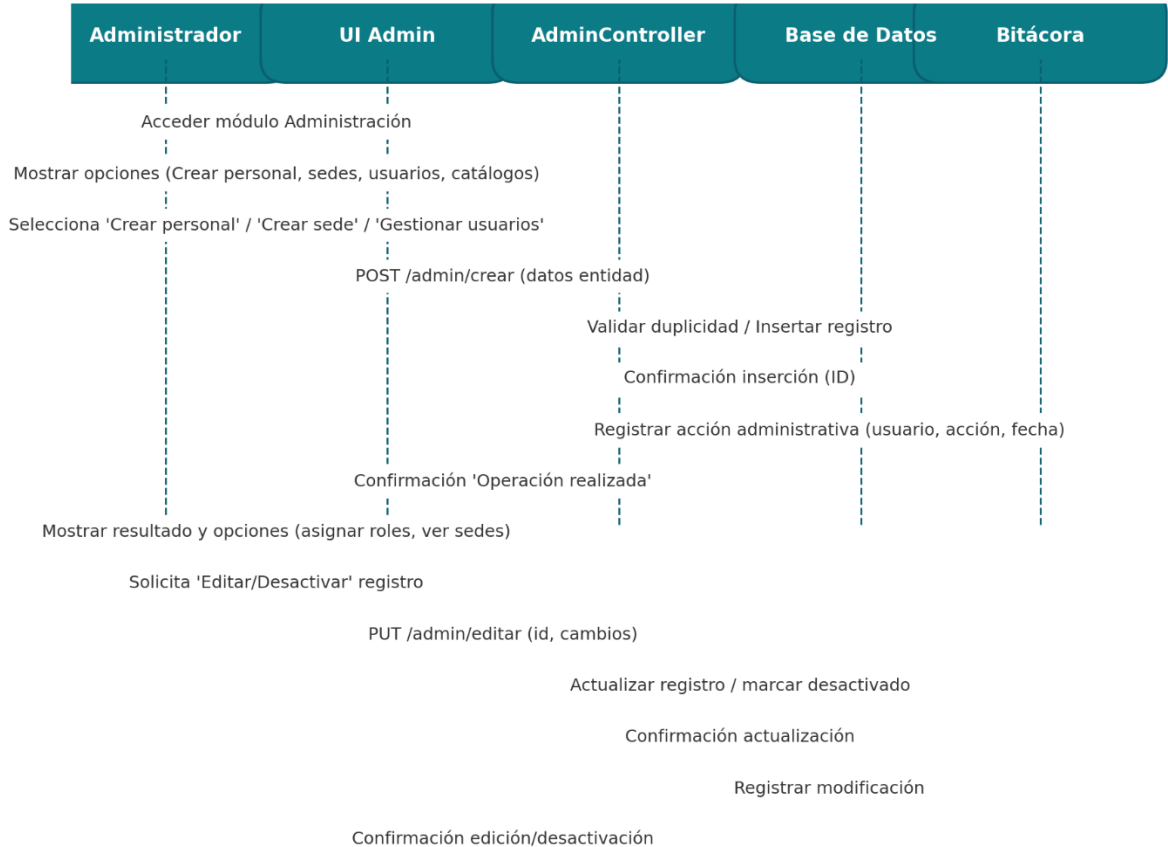 Administrador
UI Admin
AdminController
Base de Datos
Bitácora
Acceder módulo Administración
Mostrar opciones (Crear personal, sedes, usuarios, catálogos)
Selecciona 'Crear personal' / 'Crear sede' / 'Gestionar usuarios'
POST /admin/crear (datos entidad)
Validar duplicidad / Insertar registro
Confirmación inserción (ID)
Registrar acción administrativa (usuario, acción, fecha)
Confirmación 'Operación realizada'
Mostrar resultado y opciones (asignar roles, ver sedes)
Solicita 'Editar/Desactivar' registro
PUT /admin/editar (id, cambios)
Actualizar registro / marcar desactivado
Confirmación actualización
Registrar modificación
Confirmación edición/desactivación